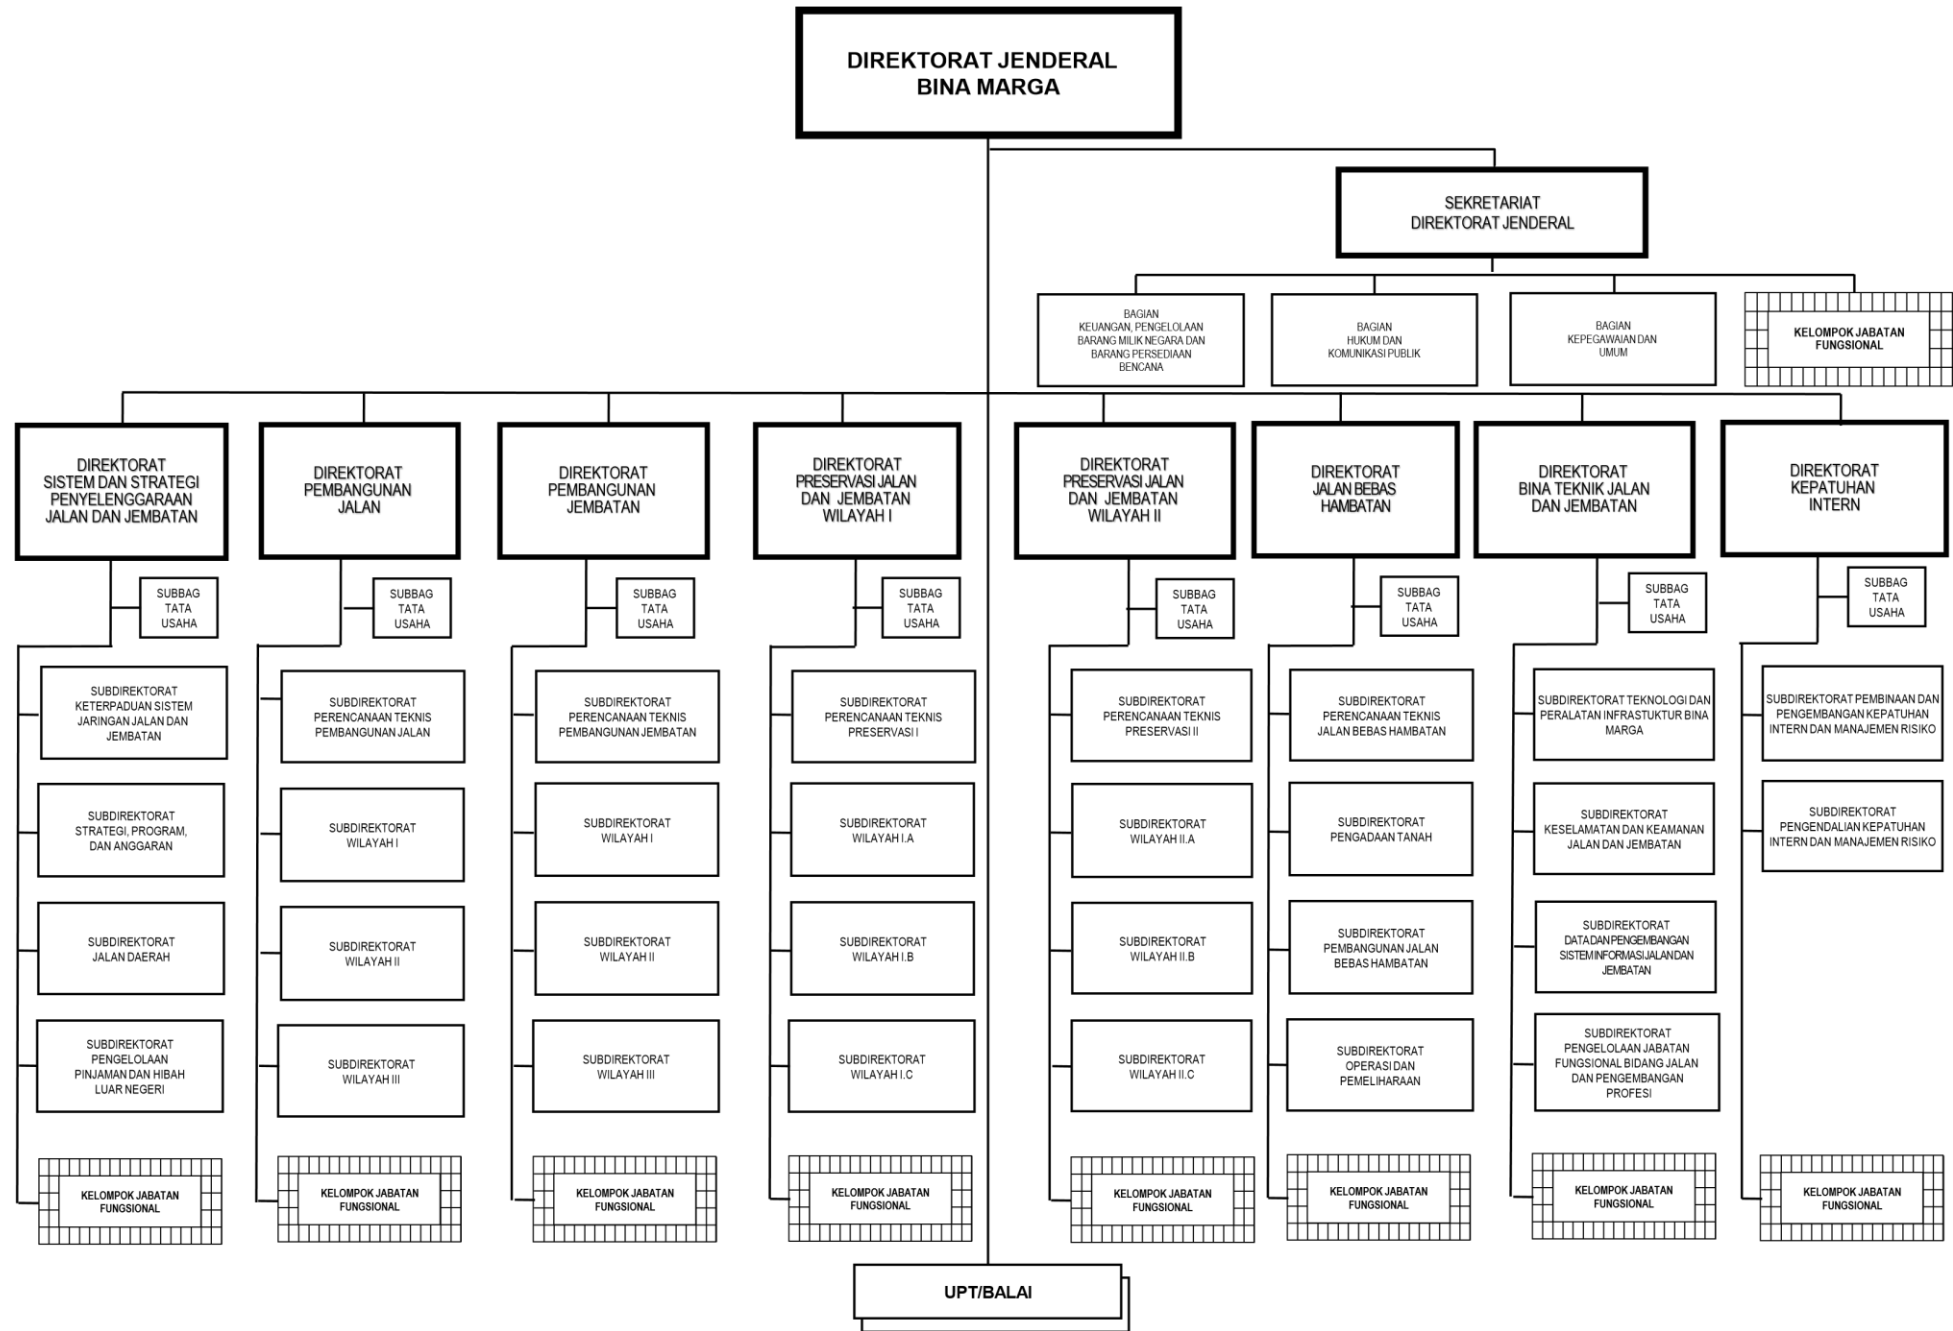 DIREKTORAT JENDERAL
BINA MARGA
SEKRETARIAT
DIREKTORAT JENDERAL
BAGIAN
KEUANGAN, PENGELOLAAN
BARANG MILIK NEGARA DAN
BARANG PERSEDIAAN
BENCANA
BAGIAN
HUKUM DAN
KOMUNIKASI PUBLIK
BAGIAN
KEPEGAWAIAN DAN
UMUM
KELOMPOK JABATAN
FUNGSIONAL
DIREKTORAT
SISTEM DAN STRATEGI
PENYELENGGARAAN
JALAN DAN JEMBATAN
DIREKTORAT
PEMBANGUNAN
JALAN
DIREKTORAT
PEMBANGUNAN
JEMBATAN
DIREKTORAT
PRESERVASI JALAN
DAN JEMBATAN
WILAYAH I
DIREKTORAT
PRESERVASI JALAN
DAN JEMBATAN
WILAYAH II
DIREKTORAT
JALAN BEBAS
HAMBATAN
DIREKTORAT
BINA TEKNIK JALAN
DAN JEMBATAN
DIREKTORAT
KEPATUHAN
INTERN
SUBBAG
TATA
USAHA
SUBBAG
TATA
USAHA
SUBBAG
TATA
USAHA
SUBBAG
TATA
USAHA
SUBBAG
TATA
USAHA
SUBBAG
TATA
USAHA
SUBBAG
TATA
USAHA
SUBBAG
TATA
USAHA
SUBDIREKTORAT
KETERPADUAN SISTEM
JARINGAN JALAN DAN
JEMBATAN
SUBDIREKTORAT
PERENCANAAN TEKNIS
PEMBANGUNAN JALAN
SUBDIREKTORAT
PERENCANAAN TEKNIS
PEMBANGUNAN JEMBATAN
SUBDIREKTORAT
PERENCANAAN TEKNIS
PRESERVASI I
SUBDIREKTORAT
PERENCANAAN TEKNIS
PRESERVASI II
SUBDIREKTORAT
PERENCANAAN TEKNIS
JALAN BEBAS HAMBATAN
SUBDIREKTORAT TEKNOLOGI DAN
PERALATAN INFRASTUKTUR BINA
MARGA
SUBDIREKTORAT PEMBINAAN DAN
PENGEMBANGAN KEPATUHAN
INTERN DAN MANAJEMEN RISIKO
SUBDIREKTORAT
STRATEGI, PROGRAM,
DAN ANGGARAN
SUBDIREKTORAT
WILAYAH I
SUBDIREKTORAT
WILAYAH I
SUBDIREKTORAT
WILAYAH I.A
SUBDIREKTORAT
WILAYAH II.A
SUBDIREKTORAT
PENGADAAN TANAH
SUBDIREKTORAT
KESELAMATAN DAN KEAMANAN
JALAN DAN JEMBATAN
SUBDIREKTORAT
PENGENDALIAN KEPATUHAN
INTERN DAN MANAJEMEN RISIKO
SUBDIREKTORAT
JALAN DAERAH
SUBDIREKTORAT
WILAYAH II
SUBDIREKTORAT
WILAYAH II
SUBDIREKTORAT
WILAYAH I.B
SUBDIREKTORAT
WILAYAH II.B
SUBDIREKTORAT
PEMBANGUNAN JALAN
BEBAS HAMBATAN
SUBDIREKTORAT
DATA DAN PENGEMBANGAN
SISTEM INFORMASI JALAN DAN
JEMBATAN
SUBDIREKTORAT
PENGELOLAAN
PINJAMAN DAN HIBAH
LUAR NEGERI
SUBDIREKTORAT
WILAYAH III
SUBDIREKTORAT
WILAYAH III
SUBDIREKTORAT
WILAYAH I.C
SUBDIREKTORAT
WILAYAH II.C
SUBDIREKTORAT
OPERASI DAN
PEMELIHARAAN
SUBDIREKTORAT
PENGELOLAAN JABATAN
FUNGSIONAL BIDANG JALAN
DAN PENGEMBANGAN
PROFESI
KELOMPOK JABATAN
FUNGSIONAL
KELOMPOK JABATAN
FUNGSIONAL
KELOMPOK JABATAN
FUNGSIONAL
KELOMPOK JABATAN
FUNGSIONAL
KELOMPOK JABATAN
FUNGSIONAL
KELOMPOK JABATAN
FUNGSIONAL
KELOMPOK JABATAN
FUNGSIONAL
KELOMPOK JABATAN
FUNGSIONAL
UPT/BALAI